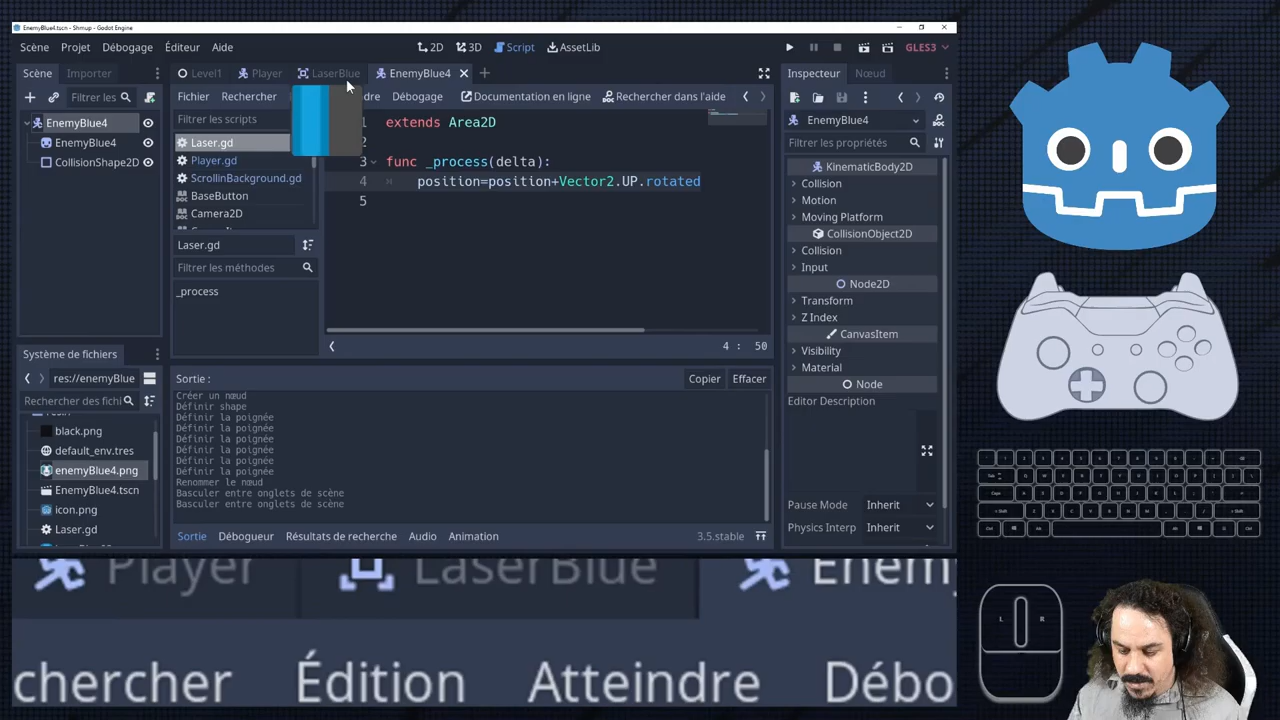 EnemyBlue4.tscn - Shmup - Godot Engine
Scène Projet Débogage Éditeur Aide
2D 3D Script AssetLib
GLES3
Scène Importer
Level1 Player LaserBlue EnemyBlue4
Inspecteur Nœud
Filtrer les
Fichier Rechercher dre Débogage Documentation en ligne Rechercher dans l'aide
EnemyBlue4
EnemyBlue4
CollisionShape2D
Filtrer les scripts
Laser.gd
Player.gd
ScrollinBackground.gd
BaseButton
Camera2D
Laser.gd
Filtrer les méthodes
_process
1 extends Area2D
2
3 func _process(delta):
4 position=position+Vector2.UP.rotated
5
4 : 50
EnemyBlue4
Filtrer les propriétés
KinematicBody2D
Collision
Motion
Moving Platform
CollisionObject2D
Collision
Input
Node2D
Transform
Z Index
CanvasItem
Visibility
Material
Node
Editor Description
Pause Mode Inherit
Physics Interp Inherit
Système de fichiers
res://enemyBlue
Rechercher des fichi
black.png
default_env.tres
enemyBlue4.png
EnemyBlue4.tscn
icon.png
Laser.gd
Sortie :
Copier Effacer
Créer un nœud
Définir shape
Définir la poignée
Définir la poignée
Définir la poignée
Définir la poignée
Définir la poignée
Renommer le nœud
Basculer entre onglets de scène
Basculer entre onglets de scène
Sortie Débogueur Résultats de recherche Audio Animation 3.5.stable
Player LaserBlue Enemy
chercher Édition Atteindre Débo
L R